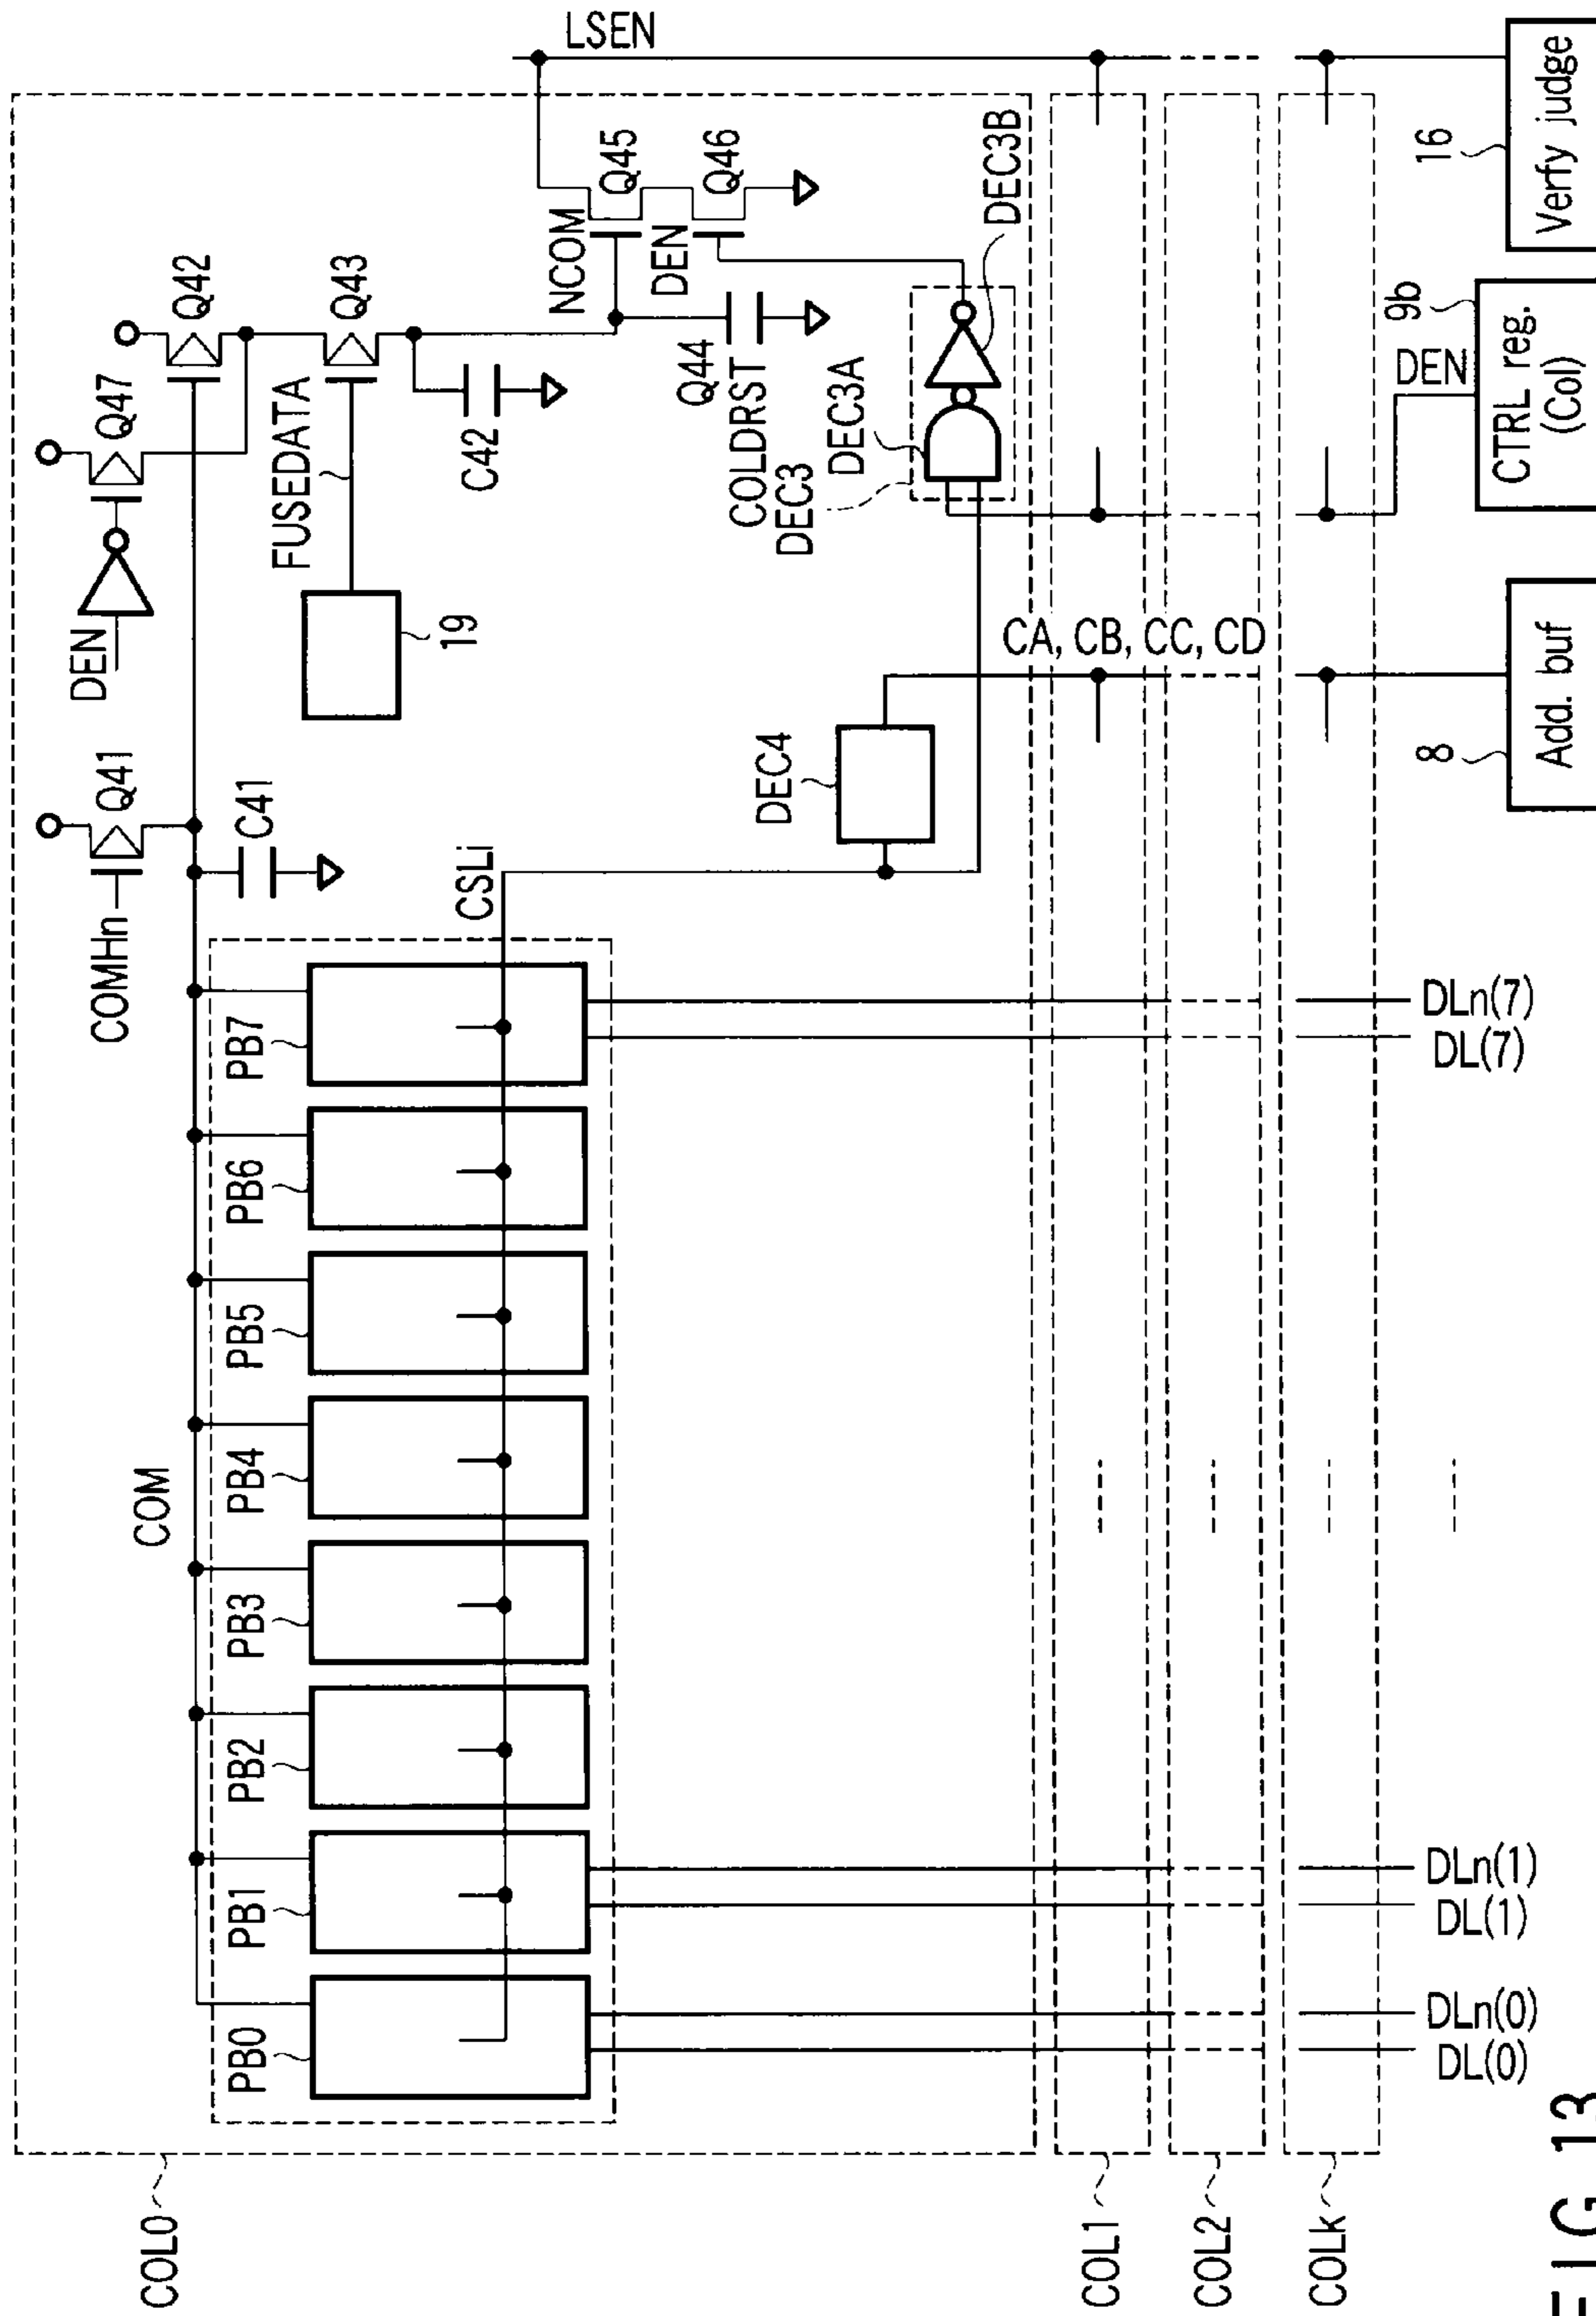 COL0
COM
COMHn
Q41
C41
DEN
Q47
Q42
FUSEDATA
19
Q43
C42
NCOM
Q45
LSEN
DEN
Q46
Q44
COLDRST
DEC3
DEC3A
DEC3B
PB0
PB1
PB2
PB3
PB4
PB5
PB6
PB7
CSLi
DEC4
CA, CB, CC, CD
COL1
COL2
COLk
DL(0)
DLn(0)
DL(1)
DLn(1)
DL(7)
DLn(7)
8
Add. buf
DEN
9b
CTRL reg.
(Col)
16
Verfy judge
FIG. 13